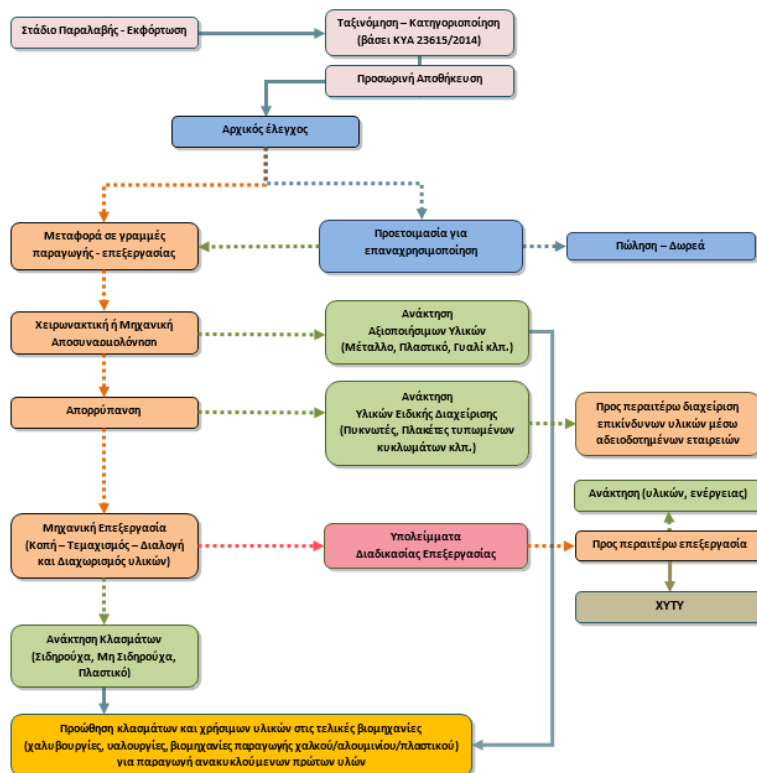 Στάδιο Παραλαβής - Εκφόρτωση
Ταξινόμηση – Κατηγοριοποίηση
(βάσει ΚΥΑ 23615/2014)
Προσωρινή Αποθήκευση
Αρχικός έλεγχος
Μεταφορά σε γραμμές
παραγωγής - επεξεργασίας
Προετοιμασία για
επαναχρησιμοποίηση
Πώληση – Δωρεά
Χειρωνακτική ή Μηχανική
Αποσυναρμολόνηση
Ανάκτηση
Αξιοποιήσιμων Υλικών
(Μέταλλο, Πλαστικό, Γυαλί κλπ.)
Απορρύπανση
Ανάκτηση
Υλικών Ειδικής Διαχείρισης
(Πυκνωτές, Πλακέτες τυπωμένων
κυκλωμάτων κλπ.)
Προς περαιτέρω διαχείριση
επικίνδυνων υλικών μέσω
αδειοδοτημένων εταιρειών
Ανάκτηση (υλικών, ενέργειας)
Μηχανική Επεξεργασία
(Κοπή – Τεμαχισμός – Διαλογή
και Διαχωρισμός υλικών)
Υπολείμματα
Διαδικασίας Επεξεργασίας
Προς περαιτέρω επεξεργασία
ΧΥΤΥ
Ανάκτηση Κλασμάτων
(Σιδηρούχα, Μη Σιδηρούχα,
Πλαστικό)
Προώθηση κλασμάτων και χρήσιμων υλικών στις τελικές βιομηχανίες
(χαλυβουργίες, υαλουργίες, βιομηχανίες παραγωγής χαλκού/αλουμινίου/πλαστικού)
για παραγωγή ανακυκλούμενων πρώτων υλών